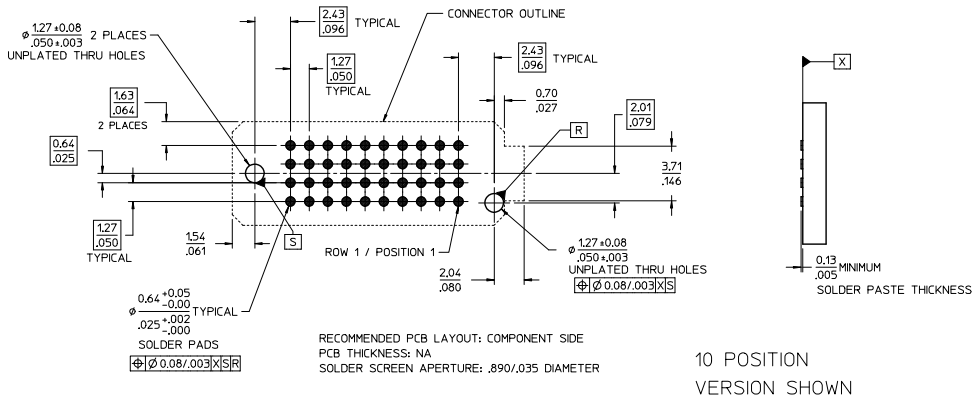 2.43
.096 TYPICAL
CONNECTOR OUTLINE
⌀ 1.27 ±0.08
.050 ±.003 2 PLACES
UNPLATED THRU HOLES
1.27
.050
TYPICAL
2.43
.096 TYPICAL
1.63
.064
2 PLACES
0.70
.027
2.01
.079
X
R
0.64
.025
3.71
.146
1.27
.050
TYPICAL
1.54
.061
S
ROW 1 / POSITION 1
⌀ 1.27 ±0.08
.050 ±.003
UNPLATED THRU HOLES
⌖ ⌀ 0.08/.003 X S
2.04
.080
0.13
.005 MINIMUM
SOLDER PASTE THICKNESS
⌀ 0.64 +0.05
-0.00
TYPICAL
.025 +.002
-.000
SOLDER PADS
⌖ ⌀ 0.08/.003 X S R
RECOMMENDED PCB LAYOUT: COMPONENT SIDE
PCB THICKNESS: NA
SOLDER SCREEN APERTURE: .890/.035 DIAMETER
10 POSITION
VERSION SHOWN